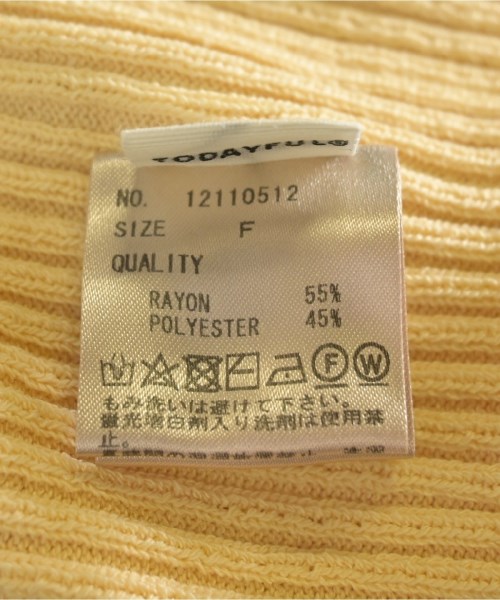 TODAYFUL®
NO. 12110512
SIZE F
QUALITY
RAYON 55%
POLYESTER 45%
F W
もみ洗いは避けて下さい。
蛍光増白剤入り洗剤は使用禁
止。